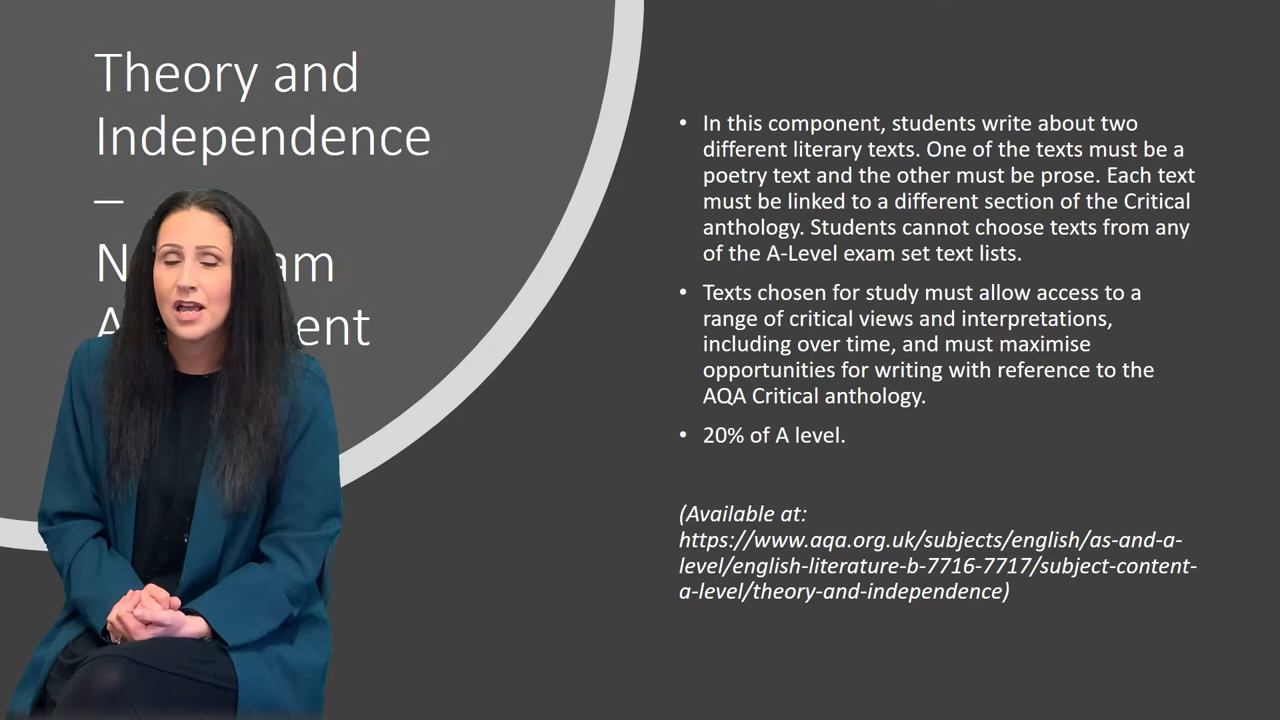 Theory and
Independence
–
N am
A ent
• In this component, students write about two
different literary texts. One of the texts must be a
poetry text and the other must be prose. Each text
must be linked to a different section of the Critical
anthology. Students cannot choose texts from any
of the A-Level exam set text lists.
• Texts chosen for study must allow access to a
range of critical views and interpretations,
including over time, and must maximise
opportunities for writing with reference to the
AQA Critical anthology.
• 20% of A level.
(Available at:
https://www.aqa.org.uk/subjects/english/as-and-a-
level/english-literature-b-7716-7717/subject-content-
a-level/theory-and-independence)